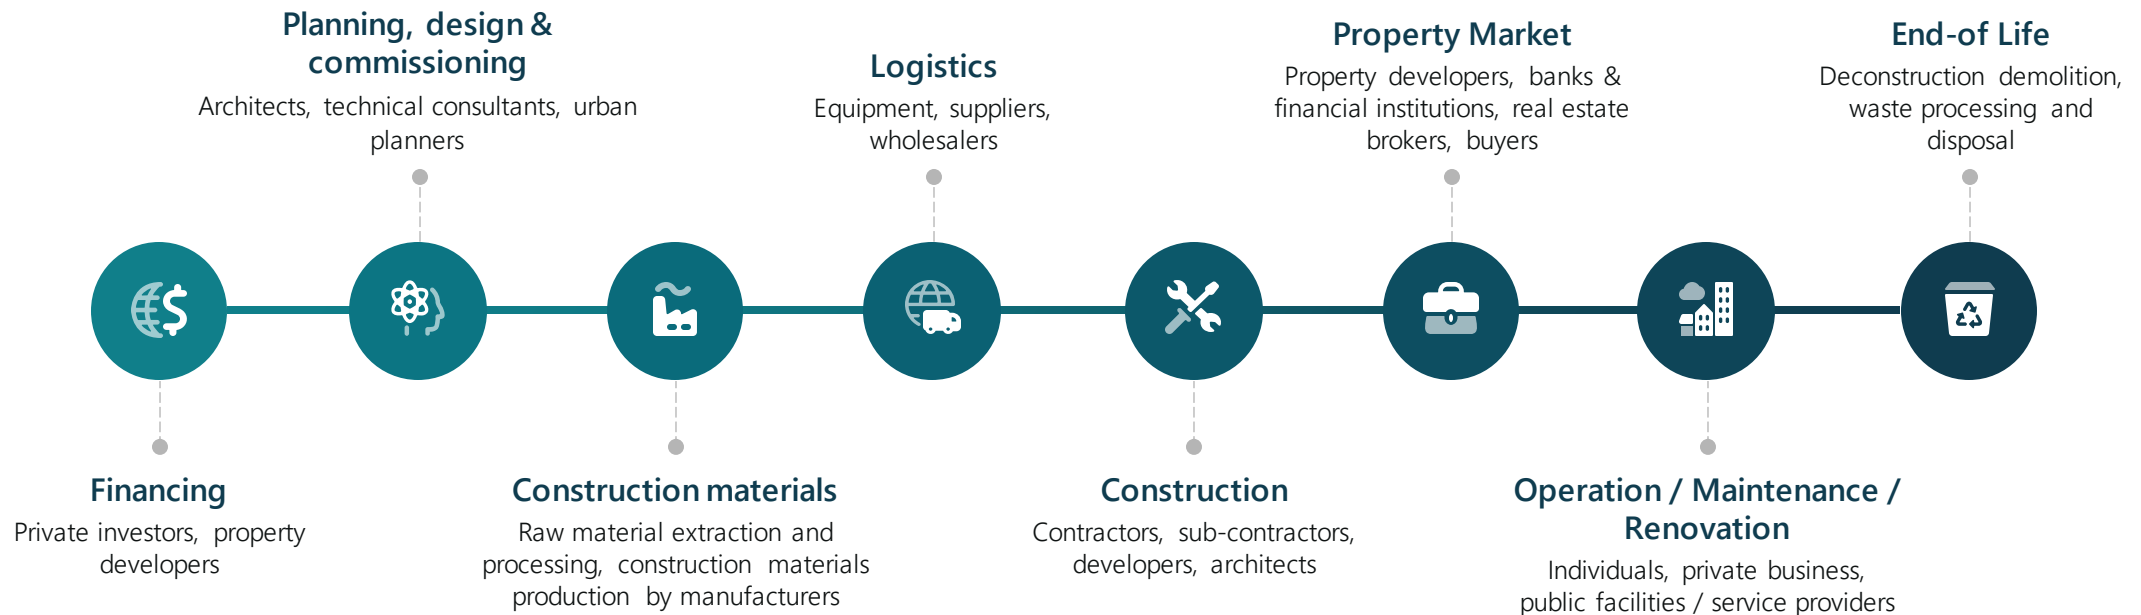 Planning, design &
commissioning
Architects, technical consultants, urban
planners
Logistics
Equipment, suppliers,
wholesalers
Property Market
Property developers, banks &
financial institutions, real estate
brokers, buyers
End-of Life
Deconstruction demolition,
waste processing and
disposal
Financing
Private investors, property
developers
Construction materials
Raw material extraction and
processing, construction materials
production by manufacturers
Construction
Contractors, sub-contractors,
developers, architects
Operation / Maintenance /
Renovation
Individuals, private business,
public facilities / service providers